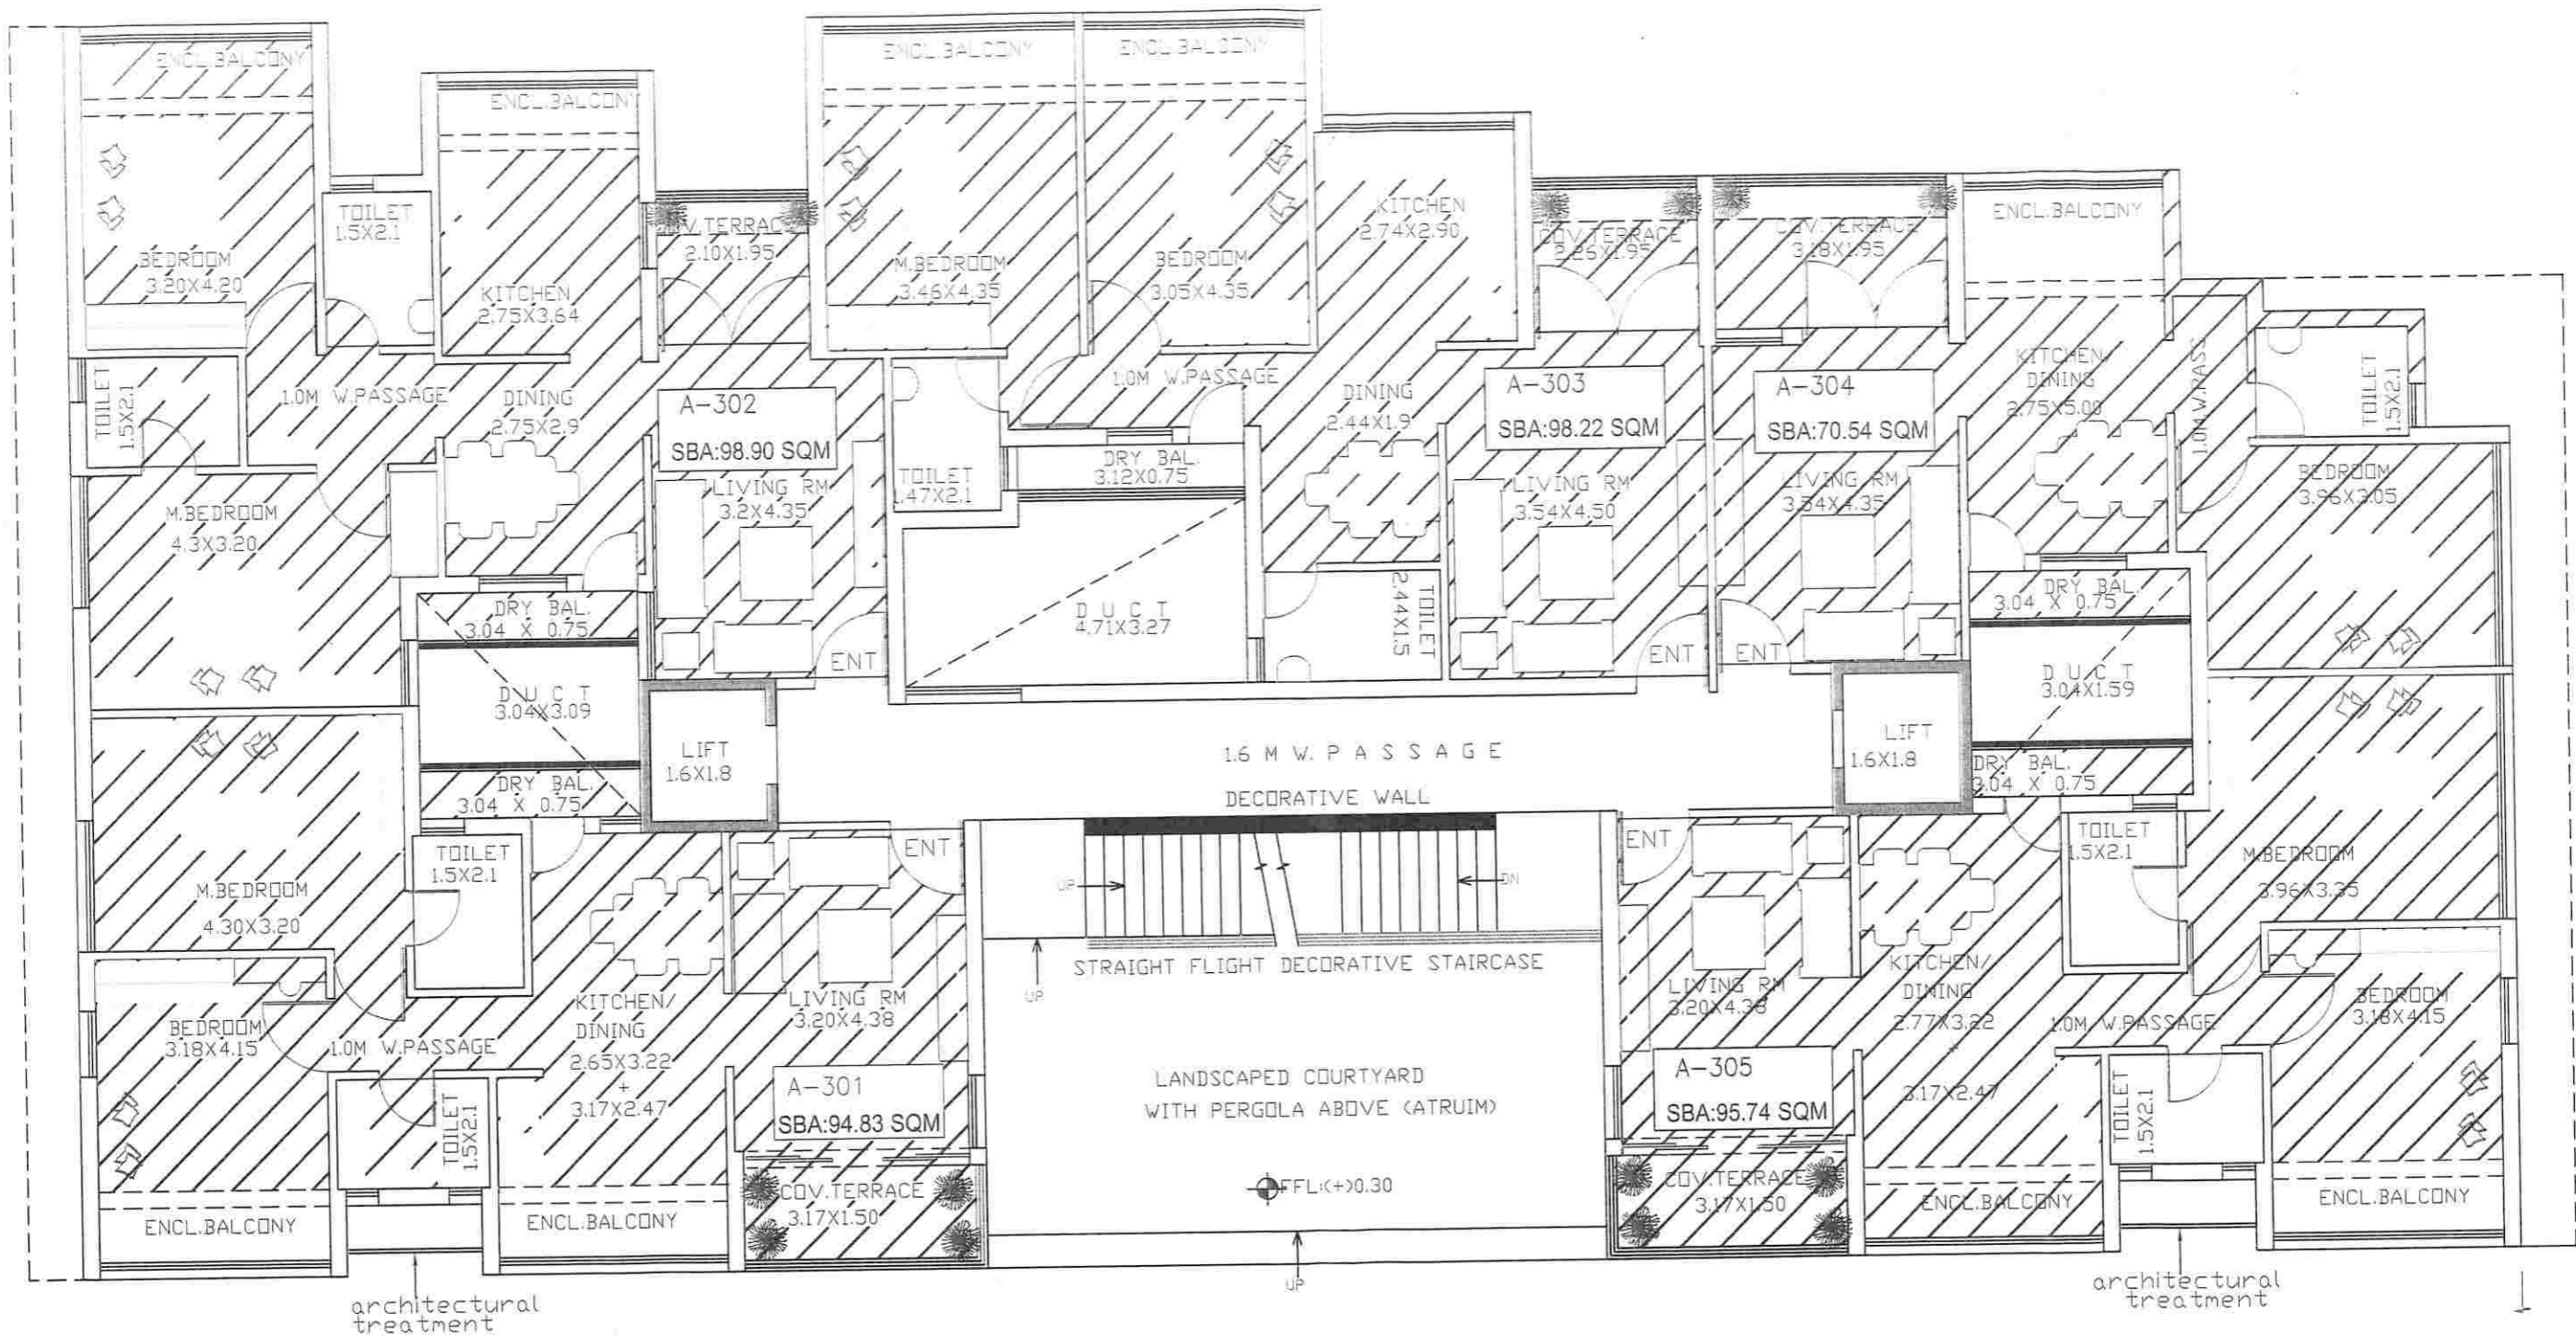 ENCL.BALCONY
BEDROOM
3.20X4.20
TOILET
1.5X2.1
ENCL.BALCONY
KITCHEN
2.75X3.64
V.TERRAC
2.10X1.95
ENCL.BALCONY
M.BEDROOM
3.46X4.35
ENCL.BALCONY
BEDROOM
3.05X4.35
KITCHEN
2.74X2.90
COV.TERRACE
2.26X1.95
COV.TERRACE
3.18X1.95
ENCL.BALCONY
KITCHEN/
DINING
2.75X5.00
1.0M W.PASS
TOILET
1.5X2.1
TOILET
1.5X2.1
1.0M W.PASSAGE
DINING
2.75X2.9
A-302
SBA:98.90 SQM
LIVING RM
3.2X4.35
ENT
TOILET
1.47X2.1
1.0M W.PASSAGE
DRY BAL.
3.12X0.75
D U C T
4.71X3.27
DINING
2.44X1.9
TOILET
2.44X1.5
A-303
SBA:98.22 SQM
LIVING RM
3.54X4.50
ENT
A-304
SBA:70.54 SQM
LIVING RM
3.54X4.35
ENT
BEDROOM
3.96X3.05
M.BEDROOM
4.3X3.20
DRY BAL.
3.04 X 0.75
D U C T
3.04X3.09
DRY BAL.
3.04 X 0.75
LIFT
1.6X1.8
1.6 M W. P A S S A G E
DECORATIVE WALL
LIFT
1.6X1.8
DRY BAL.
3.04 X 0.75
D U C T
3.04X1.59
DRY BAL.
3.04 X 0.75
M.BEDROOM
4.30X3.20
TOILET
1.5X2.1
ENT
UP
DN
UP
STRAIGHT FLIGHT DECORATIVE STAIRCASE
ENT
TOILET
1.5X2.1
M.BEDROOM
3.96X3.35
BEDROOM
3.18X4.15
1.0M W.PASSAGE
KITCHEN/
DINING
2.65X3.22
+
3.17X2.47
LIVING RM
3.20X4.38
A-301
SBA:94.83 SQM
TOILET
1.5X2.1
LANDSCAPED COURTYARD
WITH PERGOLA ABOVE (ATRUIM)
FFL:(+)0.30
LIVING RM
3.20X4.38
A-305
SBA:95.74 SQM
KITCHEN/
DINING
2.77X3.22
+
3.17X2.47
1.0M W.PASSAGE
TOILET
1.5X2.1
BEDROOM
3.18X4.15
ENCL.BALCONY
ENCL.BALCONY
COV.TERRACE
3.17X1.50
UP
COV.TERRACE
3.17X1.50
ENCL.BALCONY
ENCL.BALCONY
architectural
treatment
architectural
treatment